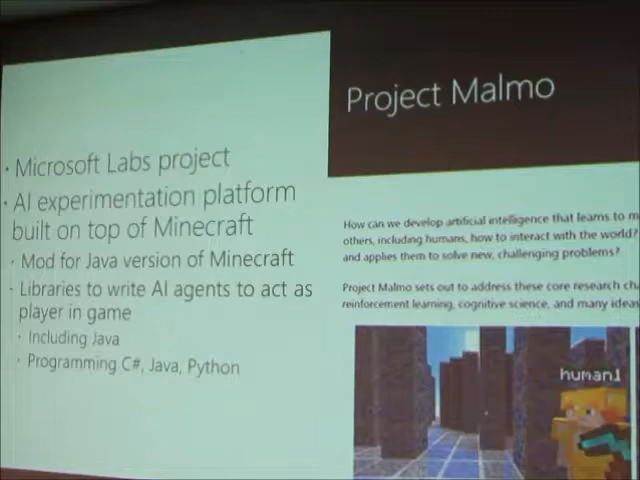 Project Malmo
· Microsoft Labs project
· AI experimentation platform
built on top of Minecraft
· Mod for Java version of Minecraft
· Libraries to write AI agents to act as
player in game
· Including Java
· Programming C#, Java, Python
How can we develop artificial intelligence that learns to m
others, including humans, how to interact with the world?
and applies them to solve new, challenging problems?
Project Malmo sets out to address these core research ch
reinforcement learning, cognitive science, and many ideas
human1